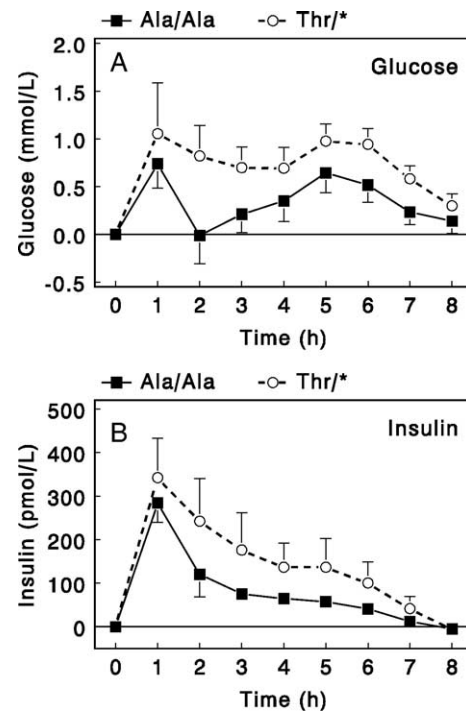 Ala/Ala Thr/*
A
Glucose
Glucose (mmol/L)
2.0
1.5
1.0
0.5
0.0
-0.5
0 1 2 3 4 5 6 7 8
Time (h)
Ala/Ala Thr/*
B
Insulin
Insulin (pmol/L)
500
400
300
200
100
0
0 1 2 3 4 5 6 7 8
Time (h)